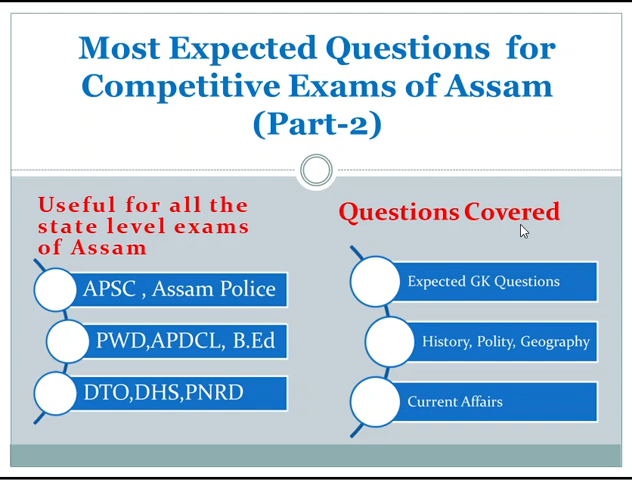 Most Expected Questions for
Competitive Exams of Assam
(Part-2)
Useful for all the
state level exams
of Assam
APSC , Assam Police
PWD,APDCL, B.Ed
DTO,DHS,PNRD
Questions Covered
Expected GK Questions
History, Polity, Geography
Current Affairs